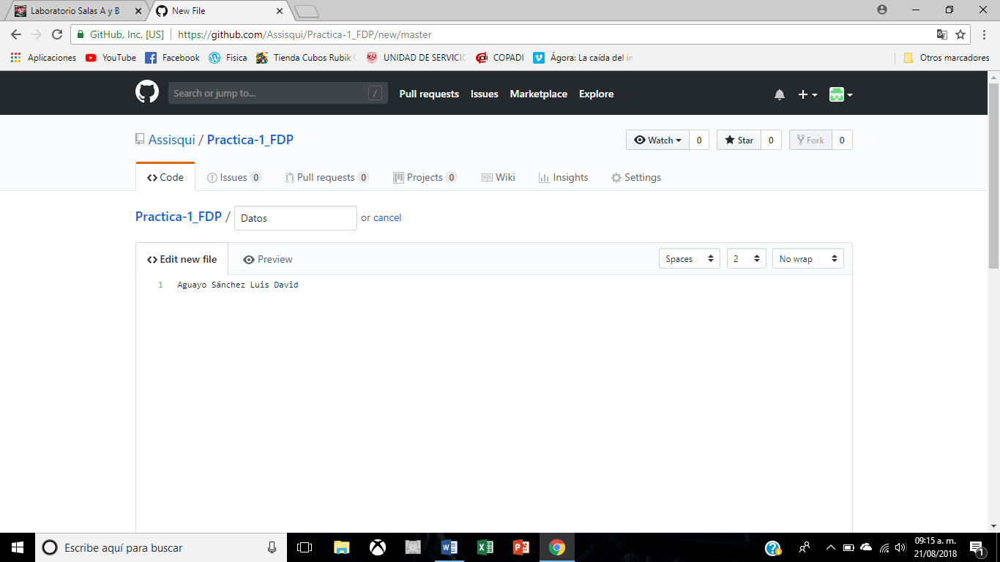 Laboratorio Salas A y B
New File
GitHub, Inc. [US]
https://github.com/Assisqui/Practica-1_FDP/new/master
Aplicaciones
YouTube
Facebook
Fisica
Tienda Cubos Rubik
UNIDAD DE SERVICIO
COPADI
Ágora: La caída del
Otros marcadores
Search or jump to...
/
Pull requests
Issues
Marketplace
Explore
Assisqui / Practica-1_FDP
Watch 0
Star 0
Fork 0
Code
Issues 0
Pull requests 0
Projects 0
Wiki
Insights
Settings
Practica-1_FDP / Datos or cancel
Edit new file
Preview
Spaces
2
No wrap
1 Aguayo Sánchez Luis David
Escribe aquí para buscar
09:15 a. m.
21/08/2018
1